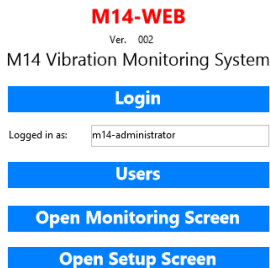 M14-WEB
Ver. 002
M14 Vibration Monitoring System
Login
Logged in as: m14-administrator
Users
Open Monitoring Screen
Open Setup Screen